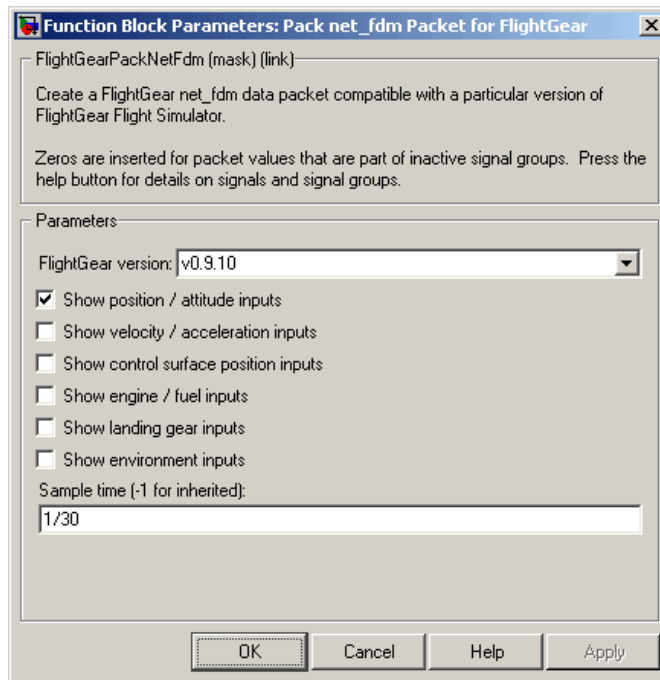 Function Block Parameters: Pack net_fdm Packet for FlightGear
FlightGearPackNetFdm (mask) (link)
Create a FlightGear net_fdm data packet compatible with a particular version of
FlightGear Flight Simulator.
Zeros are inserted for packet values that are part of inactive signal groups.  Press the
help button for details on signals and signal groups.
Parameters
FlightGear version: v0.9.10
Show position / attitude inputs
Show velocity / acceleration inputs
Show control surface position inputs
Show engine / fuel inputs
Show landing gear inputs
Show environment inputs
Sample time (-1 for inherited):
1/30
OK Cancel Help Apply